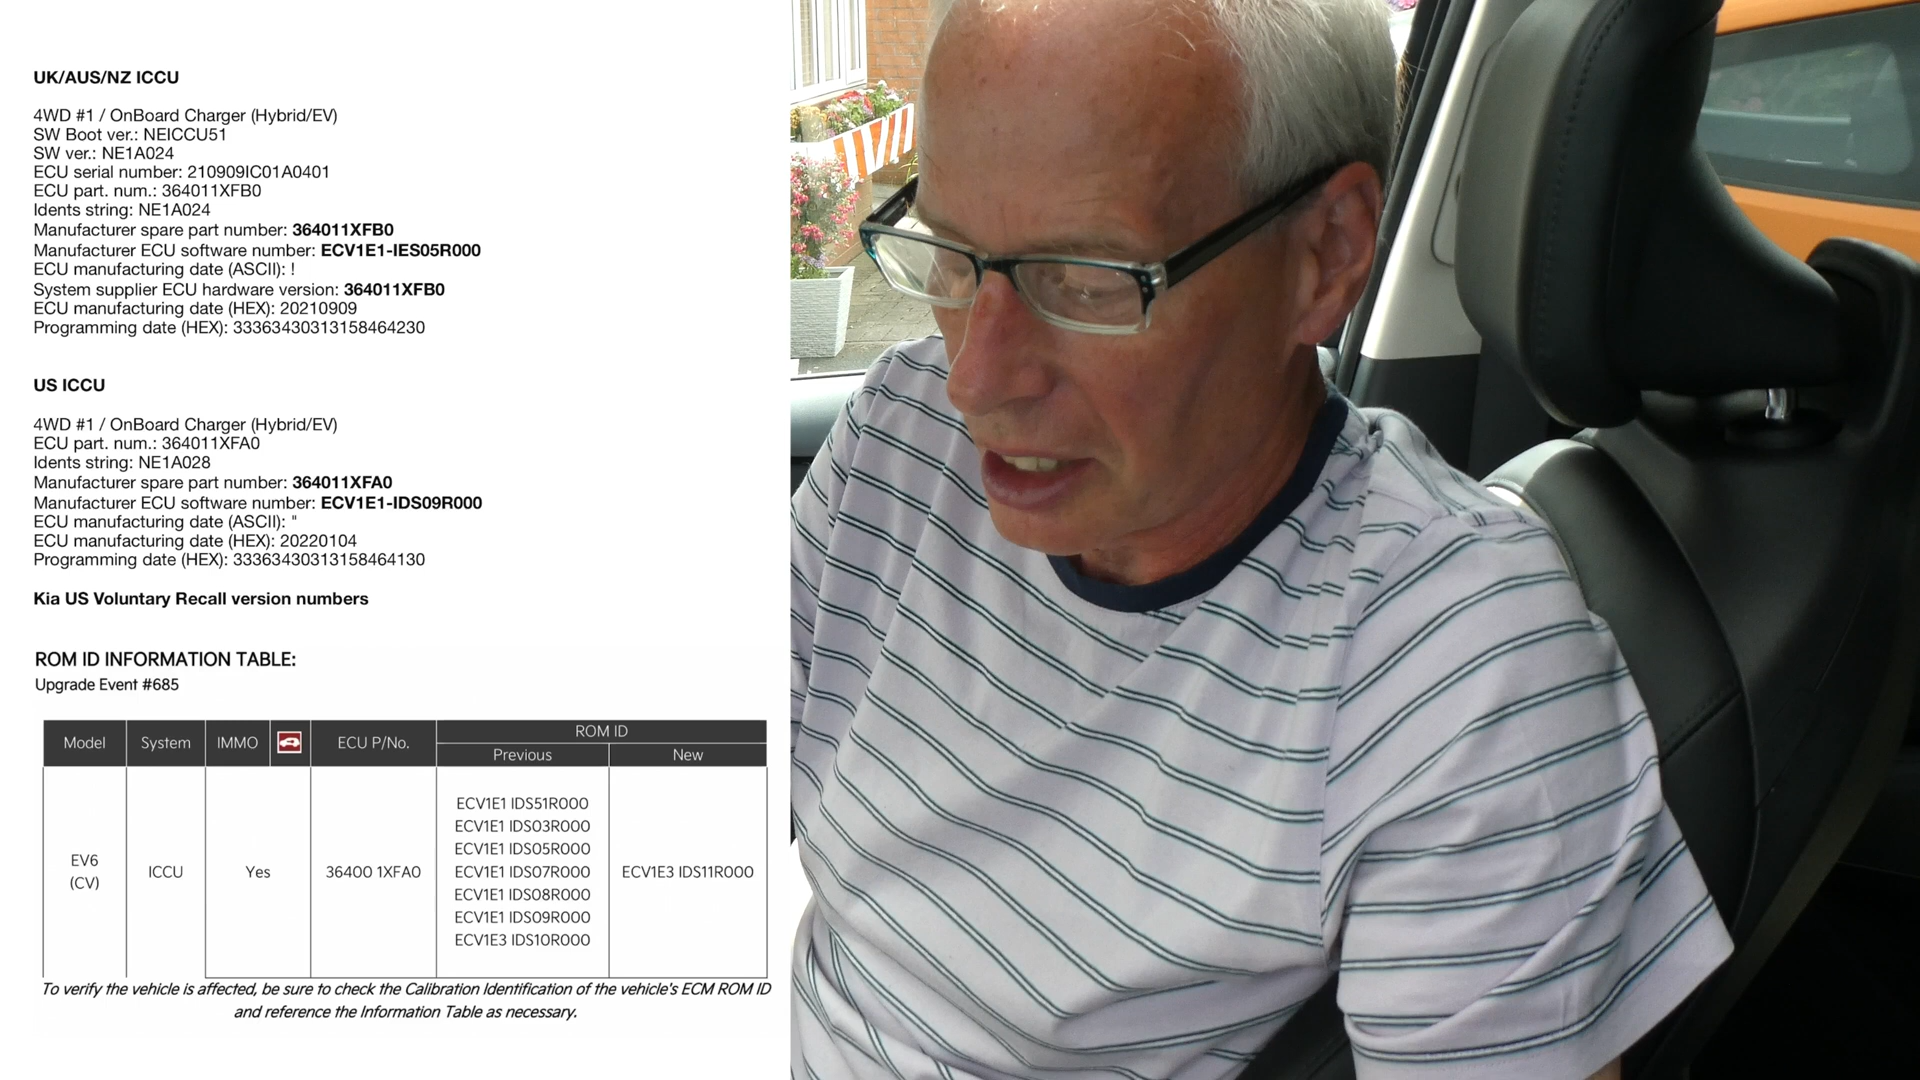 UK/AUS/NZ ICCU
4WD #1 / OnBoard Charger (Hybrid/EV)
SW Boot ver.: NEICCU51
SW ver.: NE1A024
ECU serial number: 210909IC01A0401
ECU part. num.: 364011XFB0
Idents string: NE1A024
Manufacturer spare part number: 364011XFB0
Manufacturer ECU software number: ECV1E1-IES05R000
ECU manufacturing date (ASCII): !
System supplier ECU hardware version: 364011XFB0
ECU manufacturing date (HEX): 20210909
Programming date (HEX): 33363430313158464230
US ICCU
4WD #1 / OnBoard Charger (Hybrid/EV)
ECU part. num.: 364011XFA0
Idents string: NE1A028
Manufacturer spare part number: 364011XFA0
Manufacturer ECU software number: ECV1E1-IDS09R000
ECU manufacturing date (ASCII): "
ECU manufacturing date (HEX): 20220104
Programming date (HEX): 33363430313158464130
Kia US Voluntary Recall version numbers
ROM ID INFORMATION TABLE:
Upgrade Event #685
Model System IMMO ECU P/No. ROM ID
Previous New
ECV1E1 IDS51R000
ECV1E1 IDS03R000
ECV1E1 IDS05R000
EV6 (CV) ICCU Yes 36400 1XFA0 ECV1E1 IDS07R000 ECV1E3 IDS11R000
ECV1E1 IDS08R000
ECV1E1 IDS09R000
ECV1E3 IDS10R000
To verify the vehicle is affected, be sure to check the Calibration Identification of the vehicle's ECM ROM ID
and reference the Information Table as necessary.